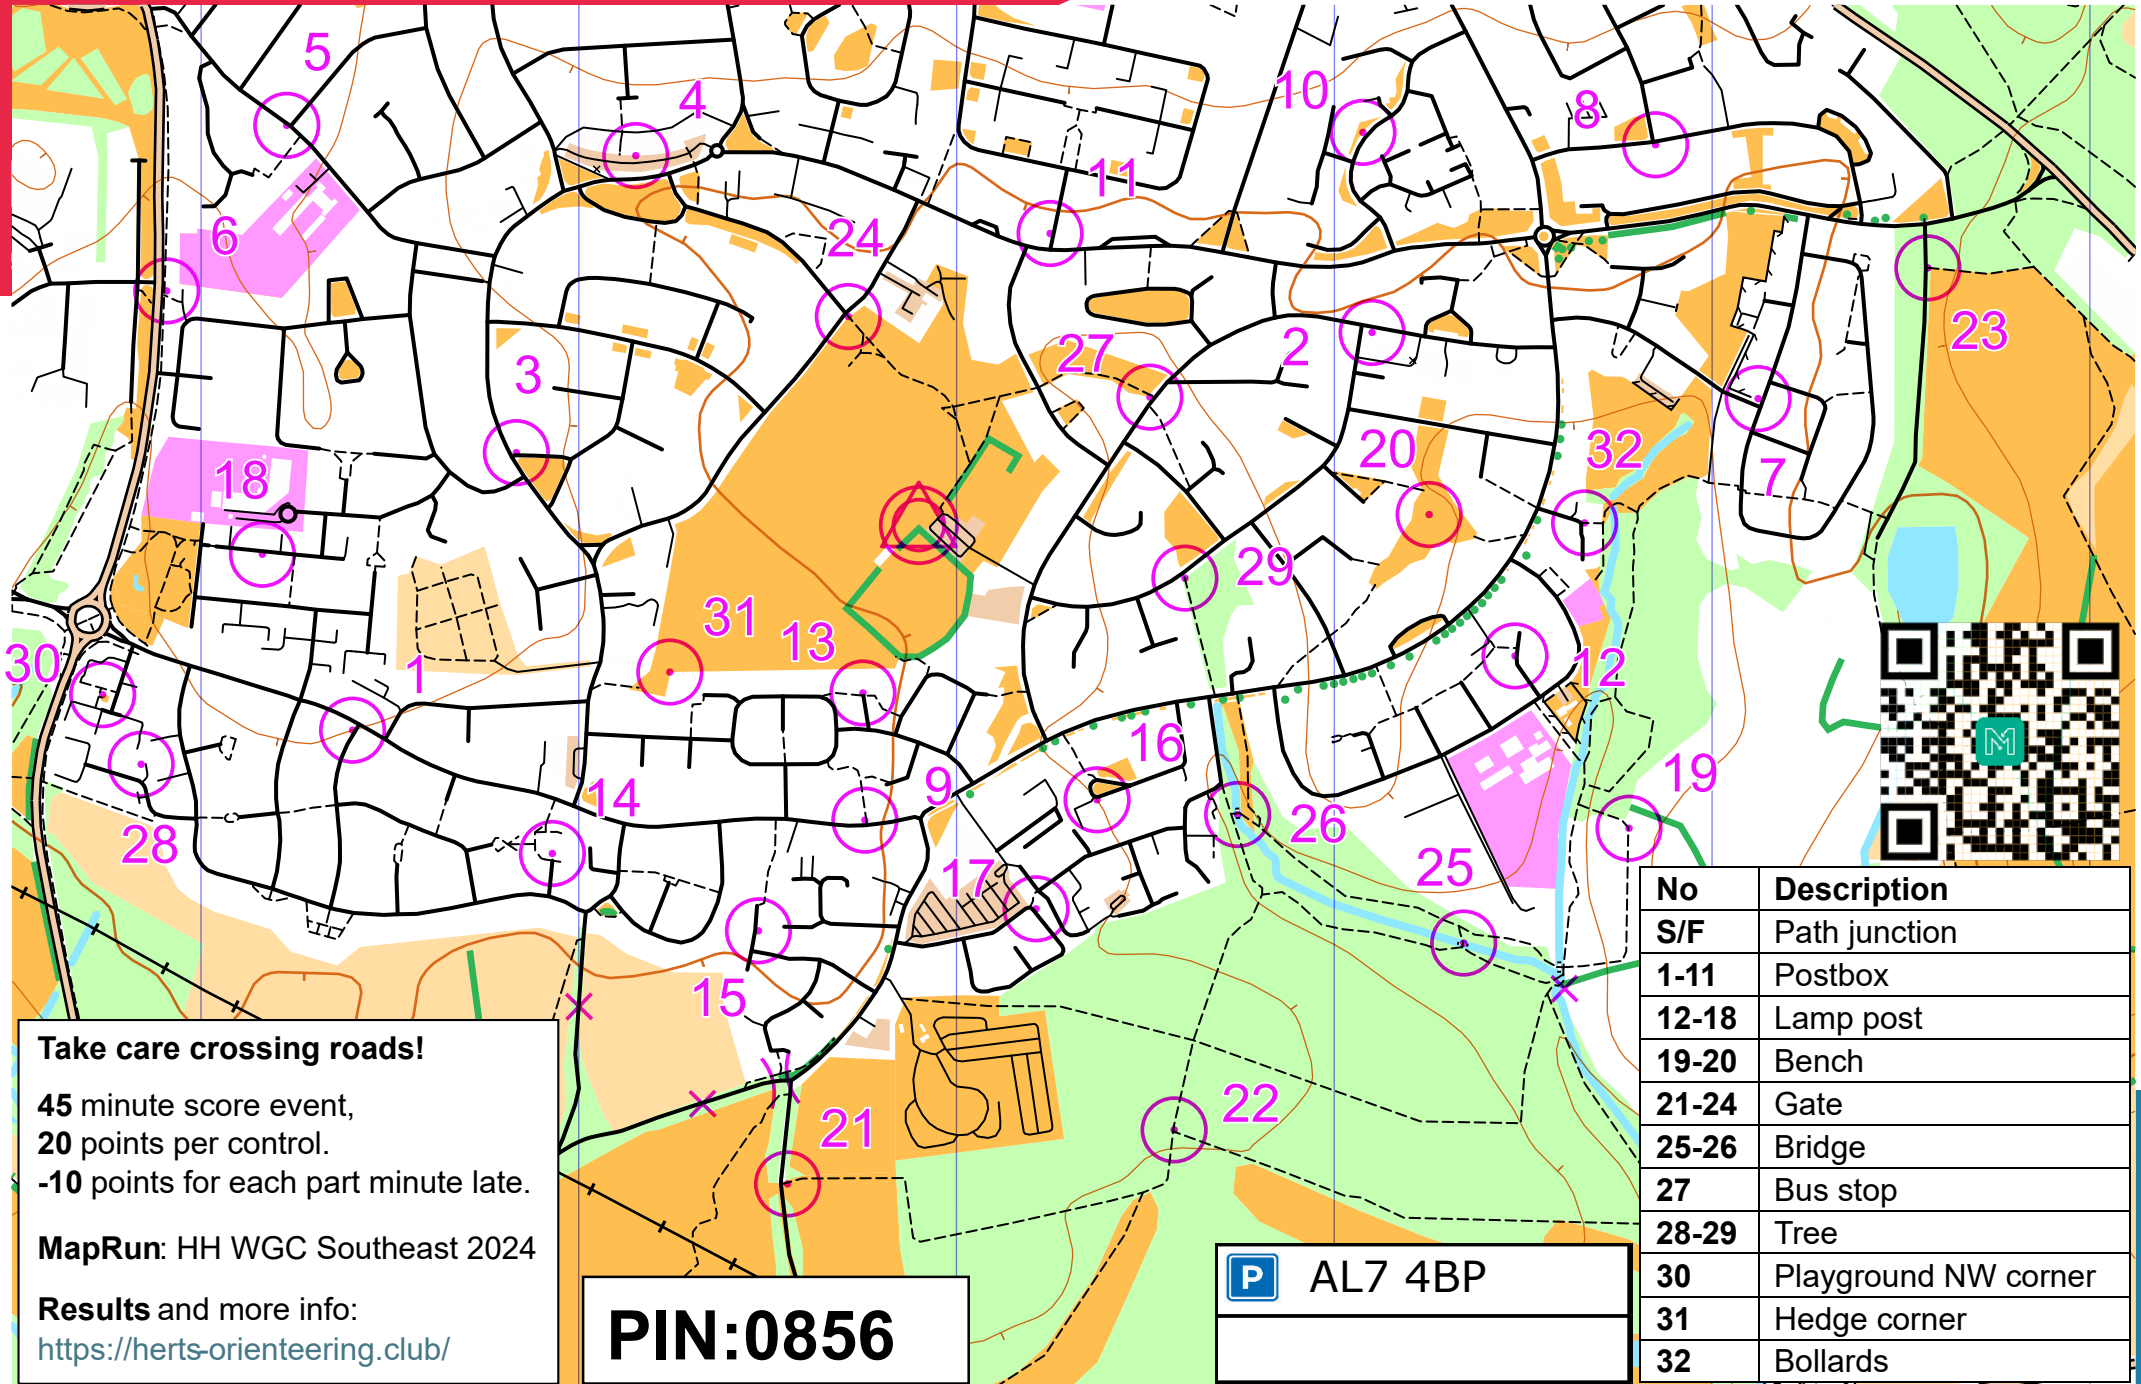 5
4
10
8
11
6
24
23
27
2
3
20
32
18
7
29
31
13
30
1
12
16
19
9
14
26
28
25
17
15
22
21
No Description
S/F Path junction
1-11 Postbox
12-18 Lamp post
19-20 Bench
21-24 Gate
25-26 Bridge
27 Bus stop
28-29 Tree
30 Playground NW corner
31 Hedge corner
32 Bollards
Take care crossing roads!
45 minute score event,
20 points per control.
-10 points for each part minute late.
MapRun: HH WGC Southeast 2024
Results and more info:
https://herts-orienteering.club/
PIN:0856
P AL7 4BP
M